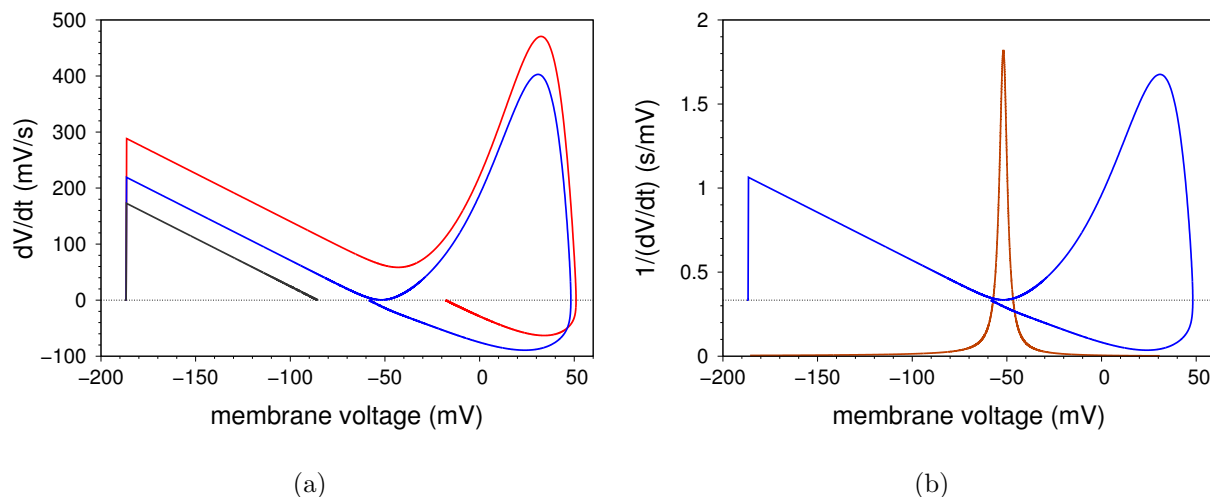 500
400
300
200
100
0
−100
dV/dt (mV/s)
−200 −150 −100 −50 0 50
membrane voltage (mV)
(a)
2
1.5
1
0.5
0
1/(dV/dt) (s/mV)
−200 −150 −100 −50 0 50
membrane voltage (mV)
(b)